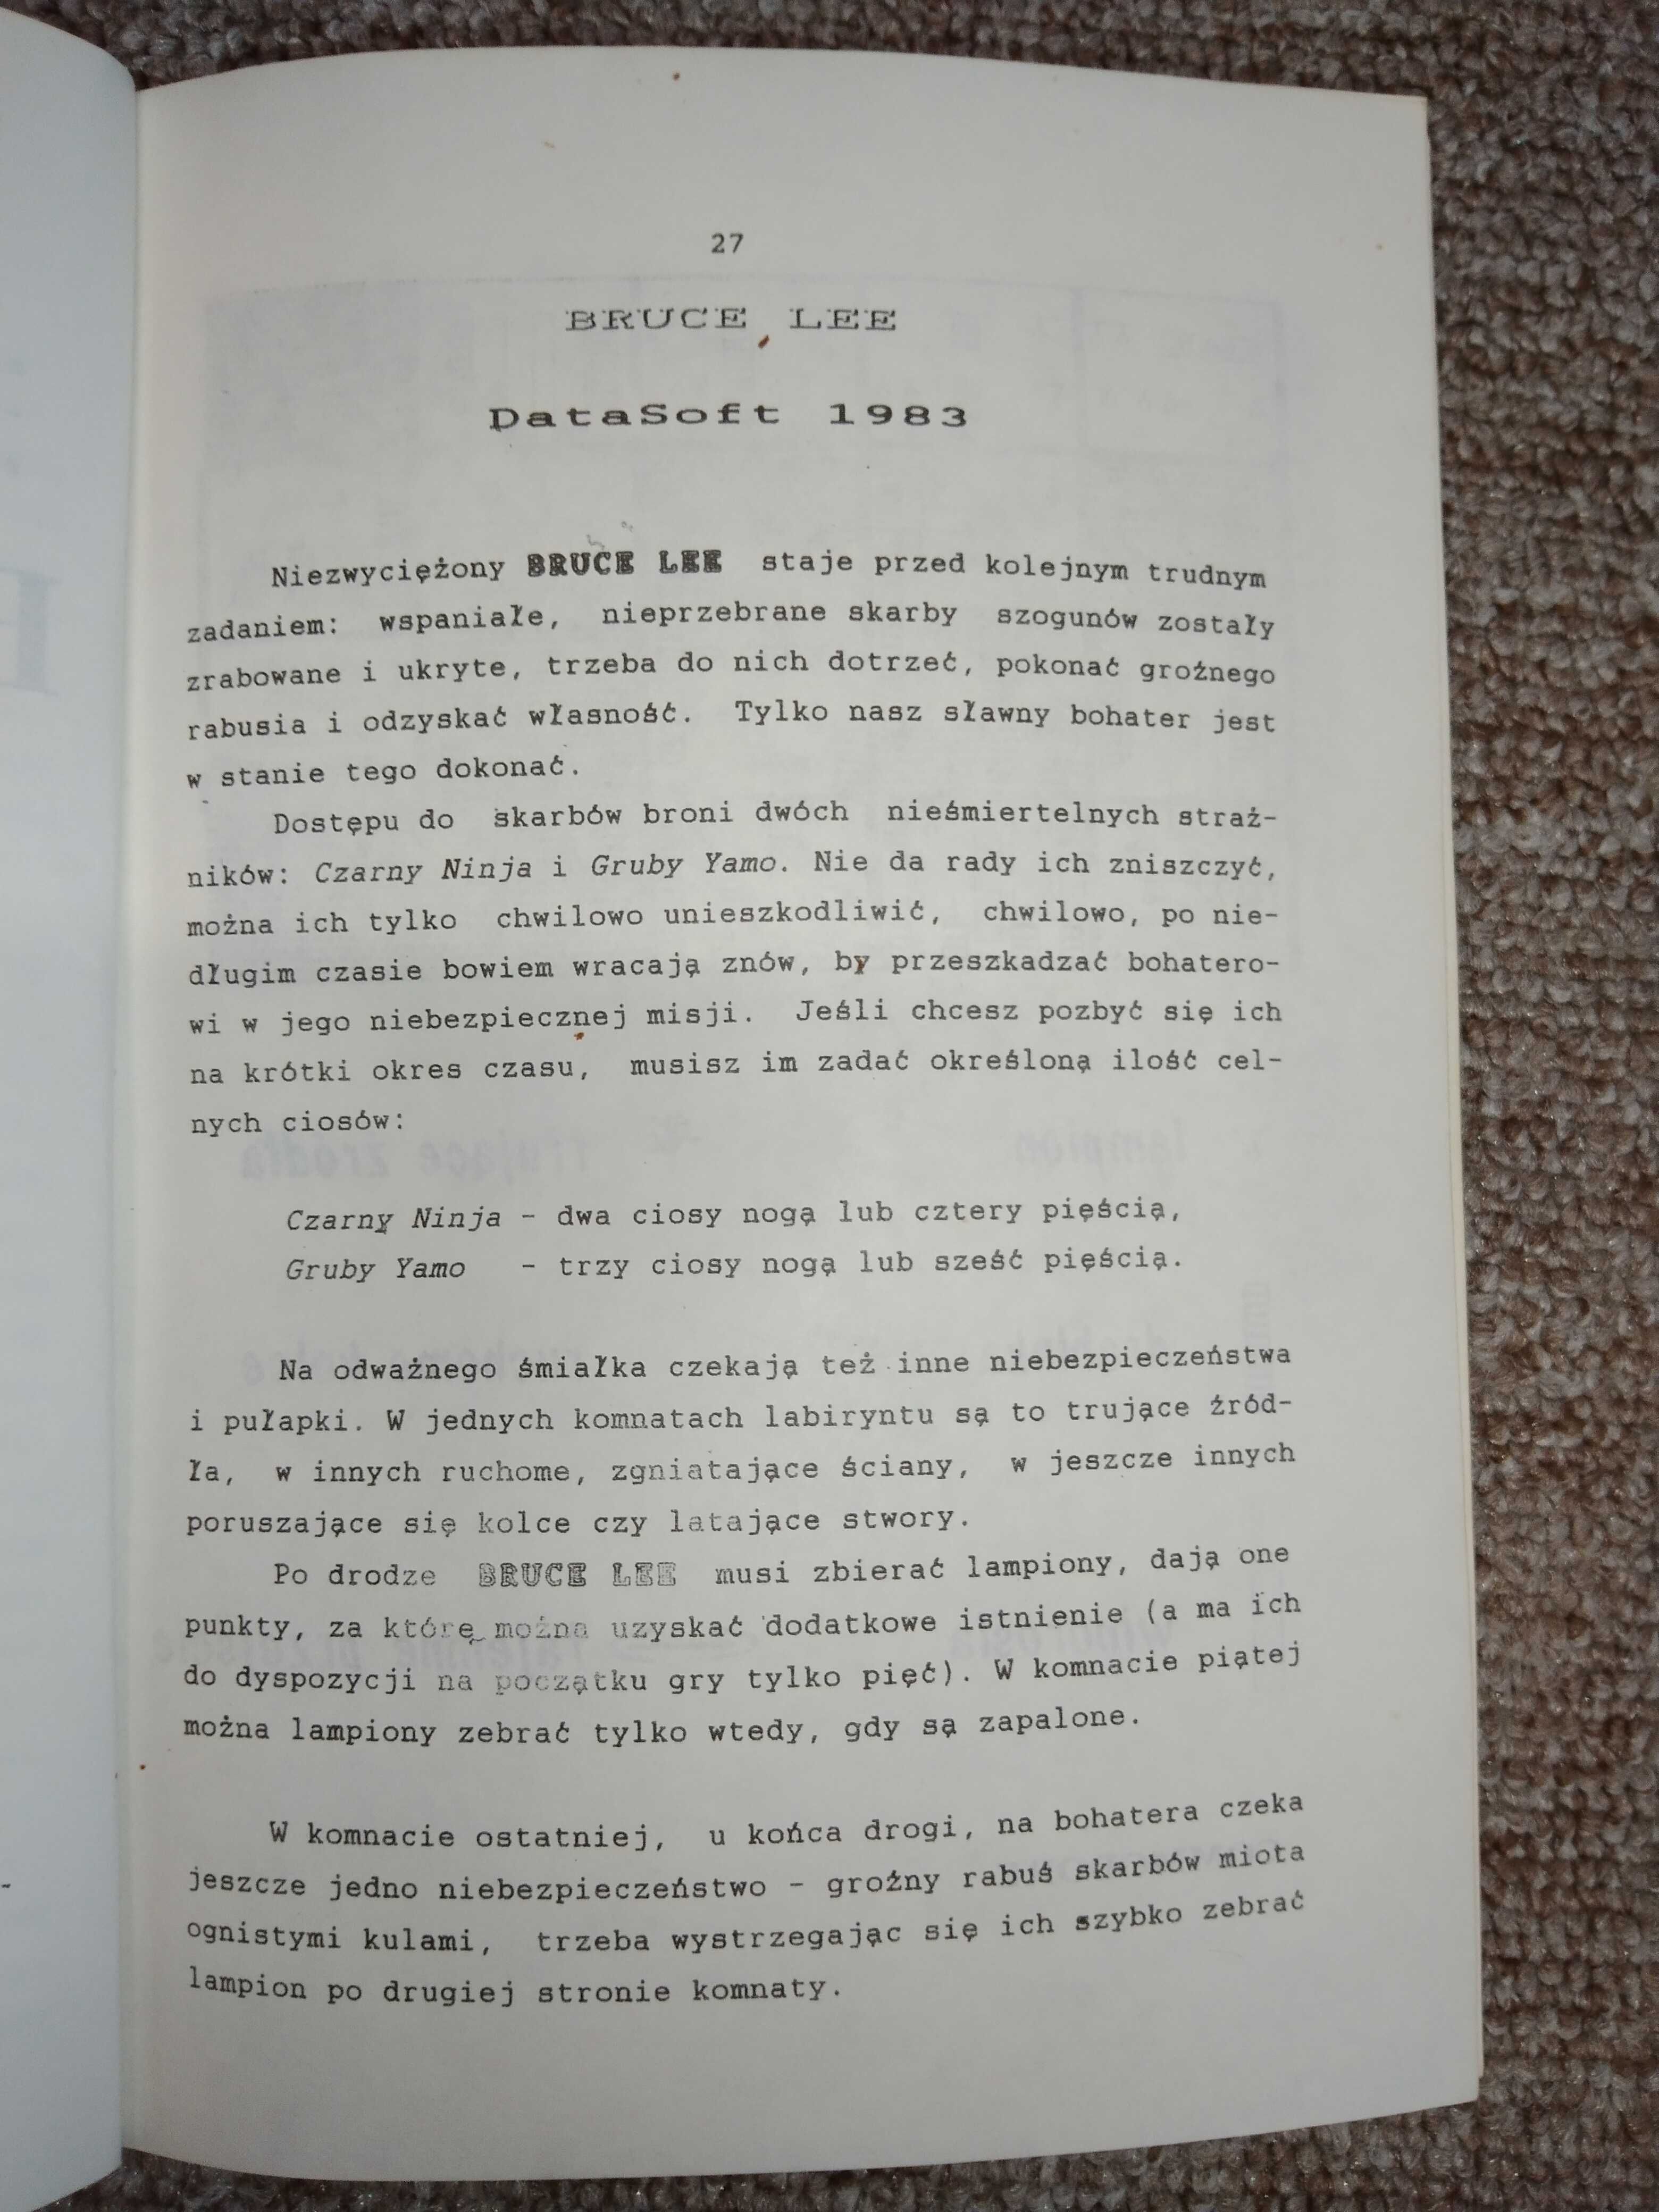 27
BRUCE LEE
DataSoft 1983
Niezwyciężony BRUCE LEE staje przed kolejnym trudnym
zadaniem: wspaniałe, nieprzebrane skarby szogunów zostały
zrabowane i ukryte, trzeba do nich dotrzeć, pokonać groźnego
rabusia i odzyskać własność. Tylko nasz sławny bohater jest
w stanie tego dokonać.
Dostępu do skarbów broni dwóch nieśmiertelnych straż-
ników: Czarny Ninja i Gruby Yamo. Nie da rady ich zniszczyć,
można ich tylko chwilowo unieszkodliwić, chwilowo, po nie-
długim czasie bowiem wracają znów, by przeszkadzać bohatero-
wi w jego niebezpiecznej misji. Jeśli chcesz pozbyć się ich
na krótki okres czasu, musisz im zadać określoną ilość cel-
nych ciosów:
Czarny Ninja - dwa ciosy nogą lub cztery pięścią,
Gruby Yamo - trzy ciosy nogą lub sześć pięścią.
Na odważnego śmiałka czekają też inne niebezpieczeństwa
i pułapki. W jednych komnatach labiryntu są to trujące źród-
ła, w innych ruchome, zgniatające ściany, w jeszcze innych
poruszające się kolce czy latające stwory.
Po drodze BRUCE LEE musi zbierać lampiony, dają one
punkty, za które można uzyskać dodatkowe istnienie (a ma ich
do dyspozycji na początku gry tylko pięć). W komnacie piątej
można lampiony zebrać tylko wtedy, gdy są zapalone.
W komnacie ostatniej, u końca drogi, na bohatera czeka
jeszcze jedno niebezpieczeństwo - groźny rabuś skarbów miota
ognistymi kulami, trzeba wystrzegając się ich szybko zebrać
lampion po drugiej stronie komnaty.